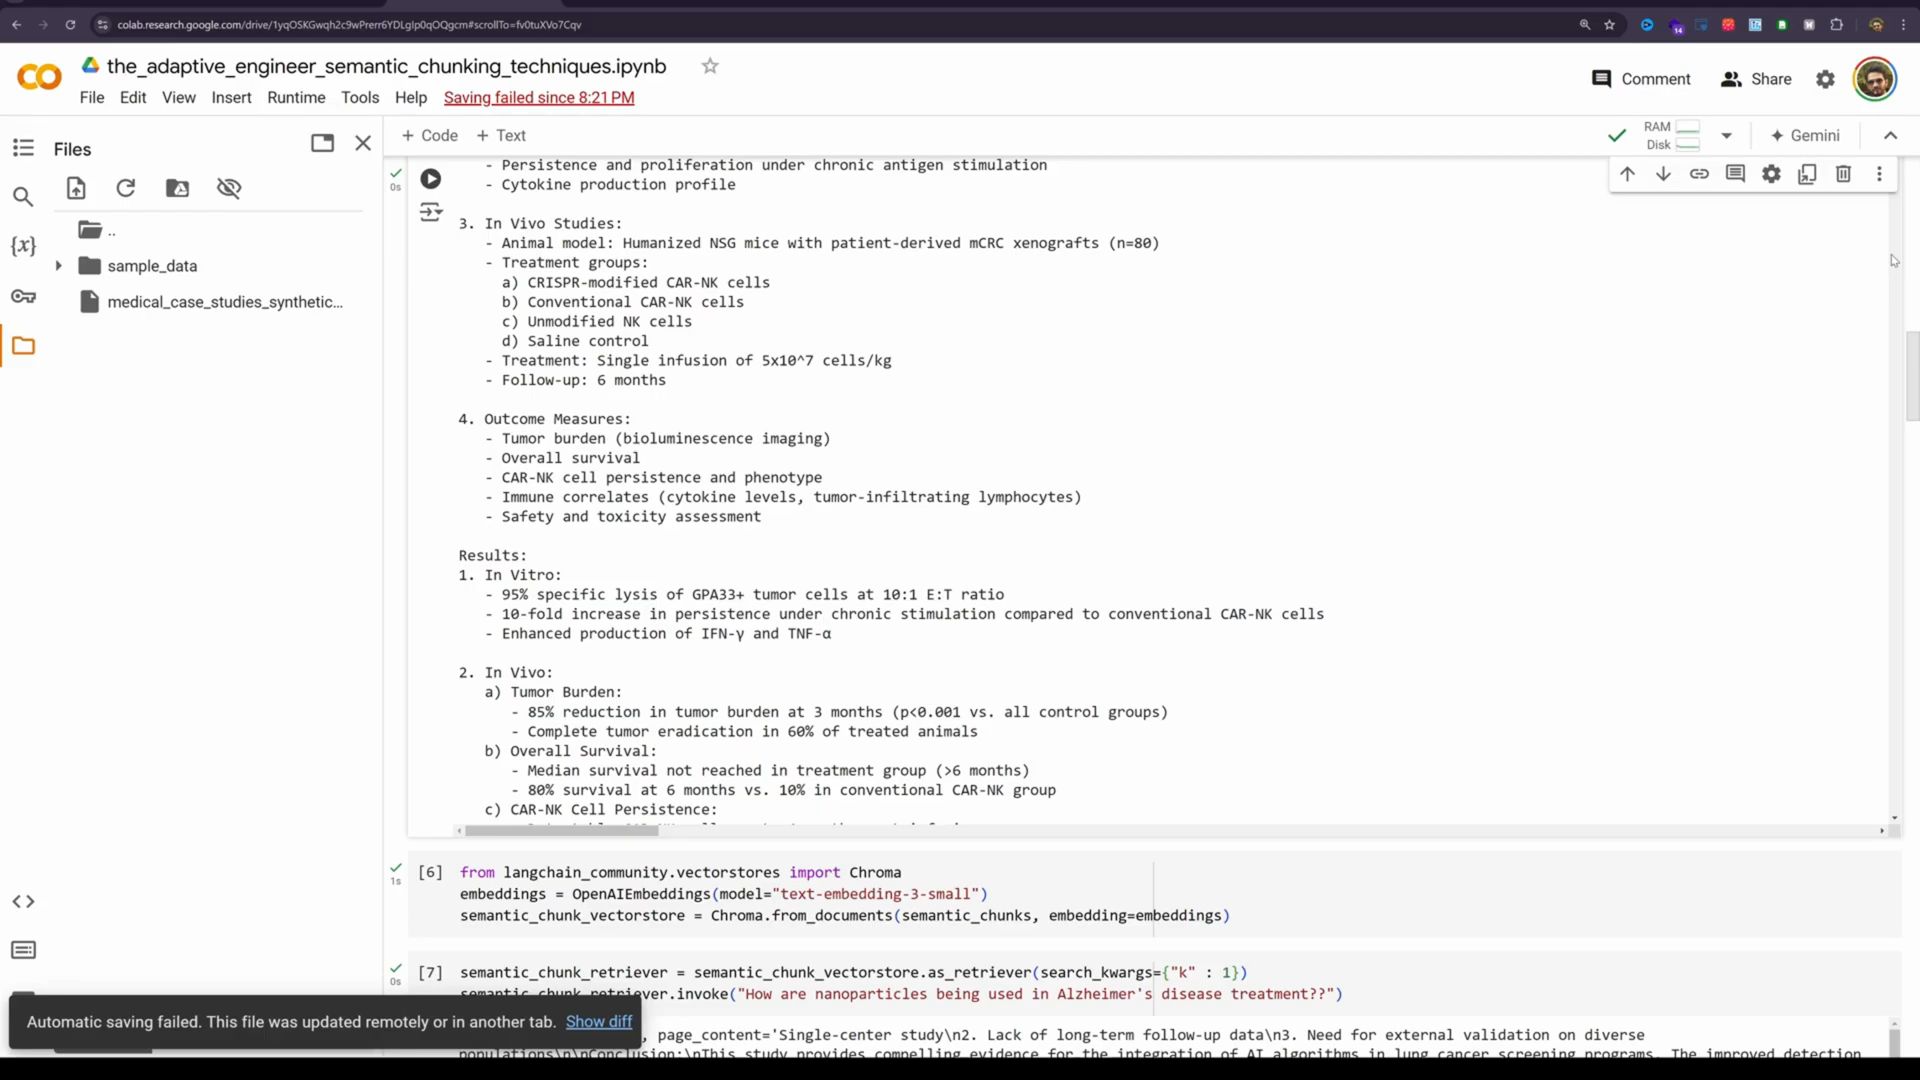 colab.research.google.com/drive/1yqOSKGwqh2c9wPrerr6YDLgIp0qOQgcm#scrollTo=fv0tuXVo7Cqv
14
CO
the_adaptive_engineer_semantic_chunking_techniques.ipynb
Comment
Share
File Edit View Insert Runtime Tools Help Saving failed since 8:21 PM
Files
+ Code + Text
RAM
Disk
Gemini
..
sample_data
medical_case_studies_synthetic...
{x}
0s
- Persistence and proliferation under chronic antigen stimulation
- Cytokine production profile
3. In Vivo Studies:
- Animal model: Humanized NSG mice with patient-derived mCRC xenografts (n=80)
- Treatment groups:
a) CRISPR-modified CAR-NK cells
b) Conventional CAR-NK cells
c) Unmodified NK cells
d) Saline control
- Treatment: Single infusion of 5x10^7 cells/kg
- Follow-up: 6 months
4. Outcome Measures:
- Tumor burden (bioluminescence imaging)
- Overall survival
- CAR-NK cell persistence and phenotype
- Immune correlates (cytokine levels, tumor-infiltrating lymphocytes)
- Safety and toxicity assessment
Results:
1. In Vitro:
- 95% specific lysis of GPA33+ tumor cells at 10:1 E:T ratio
- 10-fold increase in persistence under chronic stimulation compared to conventional CAR-NK cells
- Enhanced production of IFN-γ and TNF-α
2. In Vivo:
a) Tumor Burden:
- 85% reduction in tumor burden at 3 months (p<0.001 vs. all control groups)
- Complete tumor eradication in 60% of treated animals
b) Overall Survival:
- Median survival not reached in treatment group (>6 months)
- 80% survival at 6 months vs. 10% in conventional CAR-NK group
c) CAR-NK Cell Persistence:
1s
[6] from langchain_community.vectorstores import Chroma
embeddings = OpenAIEmbeddings(model="text-embedding-3-small")
semantic_chunk_vectorstore = Chroma.from_documents(semantic_chunks, embedding=embeddings)
0s
[7] semantic_chunk_retriever = semantic_chunk_vectorstore.as_retriever(search_kwargs={"k" : 1})
semantic_chunk_retriever.invoke("How are nanoparticles being used in Alzheimer's disease treatment??")
Automatic saving failed. This file was updated remotely or in another tab. Show diff
, page_content='Single-center study\n2. Lack of long-term follow-up data\n3. Need for external validation on diverse
populations\n\nConclusion:\nThis study provides compelling evidence for the integration of AI algorithms in lung cancer screening programs. The improved detection